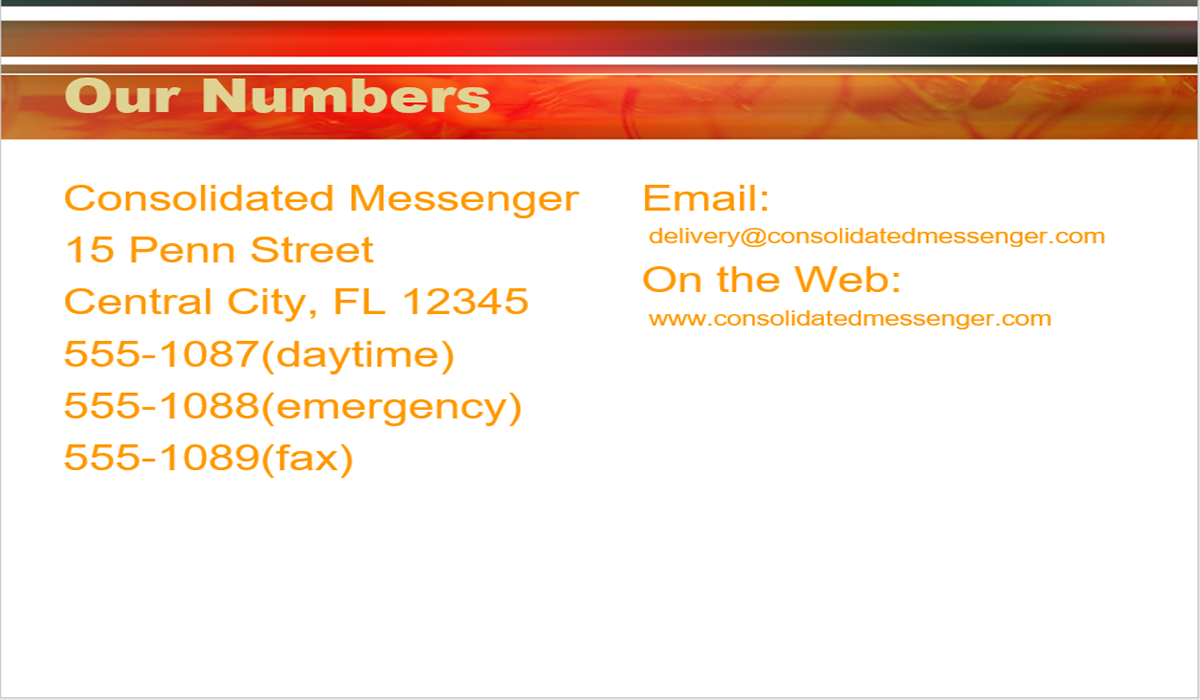 Our Numbers
Consolidated Messenger
15 Penn Street
Central City, FL 12345
555-1087(daytime)
555-1088(emergency)
555-1089(fax)
Email:
delivery@consolidatedmessenger.com
On the Web:
www.consolidatedmessenger.com